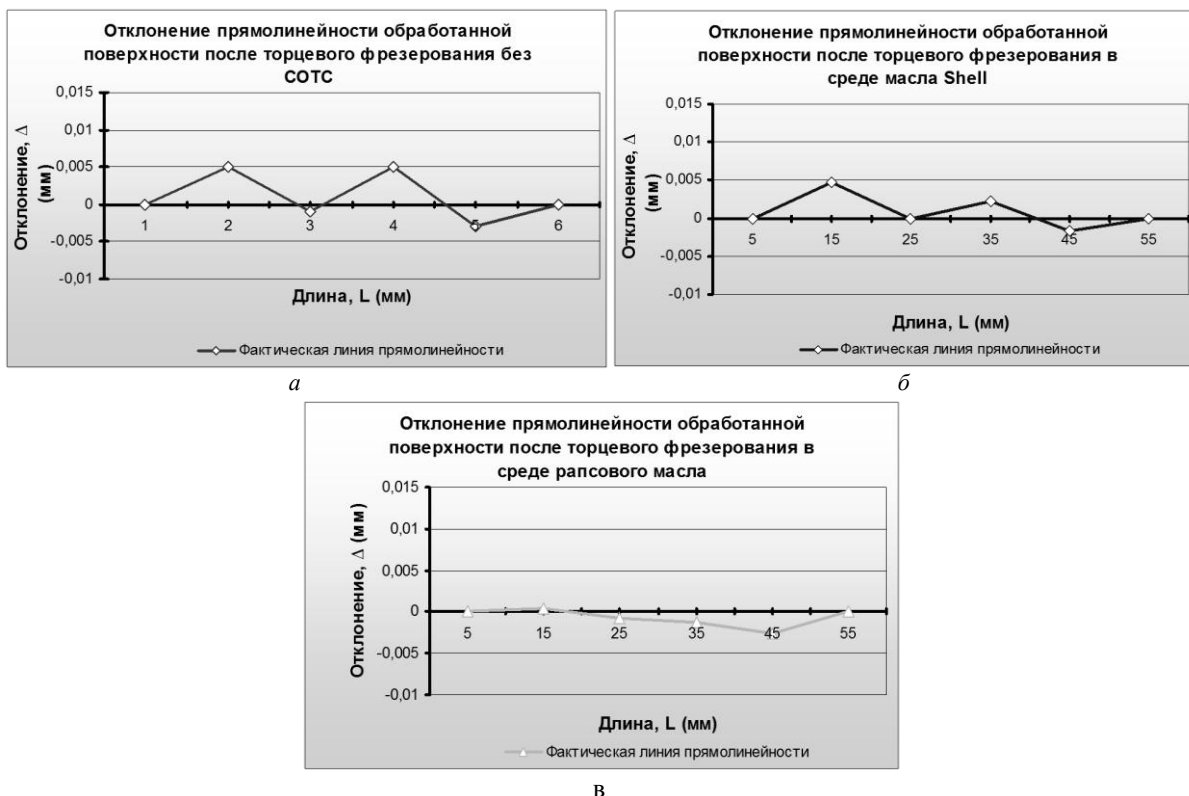 Отклонение прямолинейности обработанной
поверхности после торцевого фрезерования без
СОТС
Отклонение, Δ
(мм)
0,015
0,01
0,005
0
-0,005
-0,01
1 2 3 4 5 6
Длина, L (мм)
Фактическая линия прямолинейности
а
Отклонение прямолинейности обработанной
поверхности после торцевого фрезерования в
среде масла Shell
Отклонение, Δ
(мм)
0,015
0,01
0,005
0
-0,005
-0,01
5 15 25 35 45 55
Длина, L (мм)
Фактическая линия прямолинейности
б
Отклонение прямолинейности обработанной
поверхности после торцевого фрезерования в
среде рапсового масла
Отклонение, Δ (мм)
0,015
0,01
0,005
0
-0,005
-0,01
5 15 25 35 45 55
Длина, L (мм)
Фактическая линия прямолинейности
в